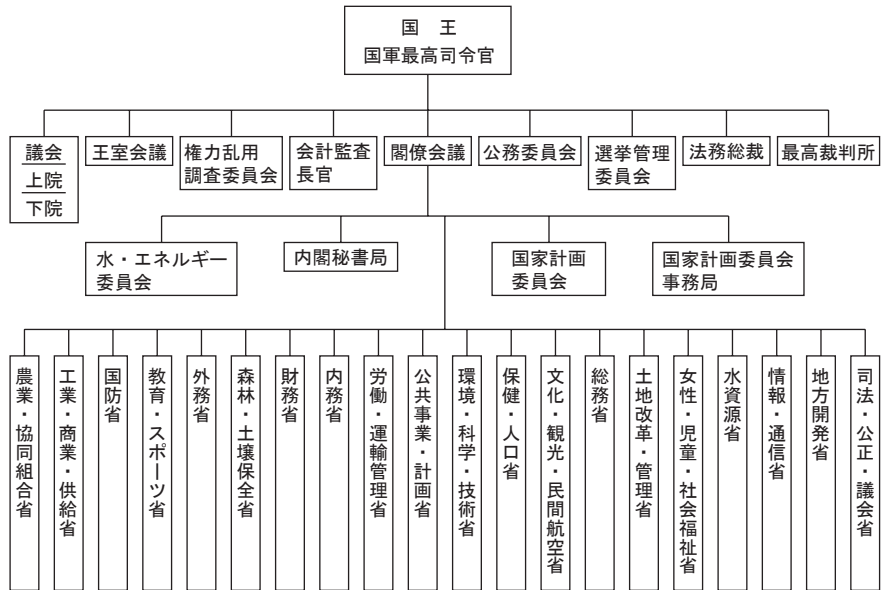 国　王
国軍最高司令官
議会
上院
下院
王室会議
権力乱用
調査委員会
会計監査
長官
閣僚会議
公務委員会
選挙管理
委員会
法務総裁
最高裁判所
水・エネルギー
委員会
内閣秘書局
国家計画
委員会
国家計画委員会
事務局
農業・協同組合省
工業・商業・供給省
国防省
教育・スポーツ省
外務省
森林・土壌保全省
財務省
内務省
労働・運輸管理省
公共事業・計画省
環境・科学・技術省
保健・人口省
文化・観光・民間航空省
総務省
土地改革・管理省
女性・児童・社会福祉省
水資源省
情報・通信省
地方開発省
司法・公正・議会省